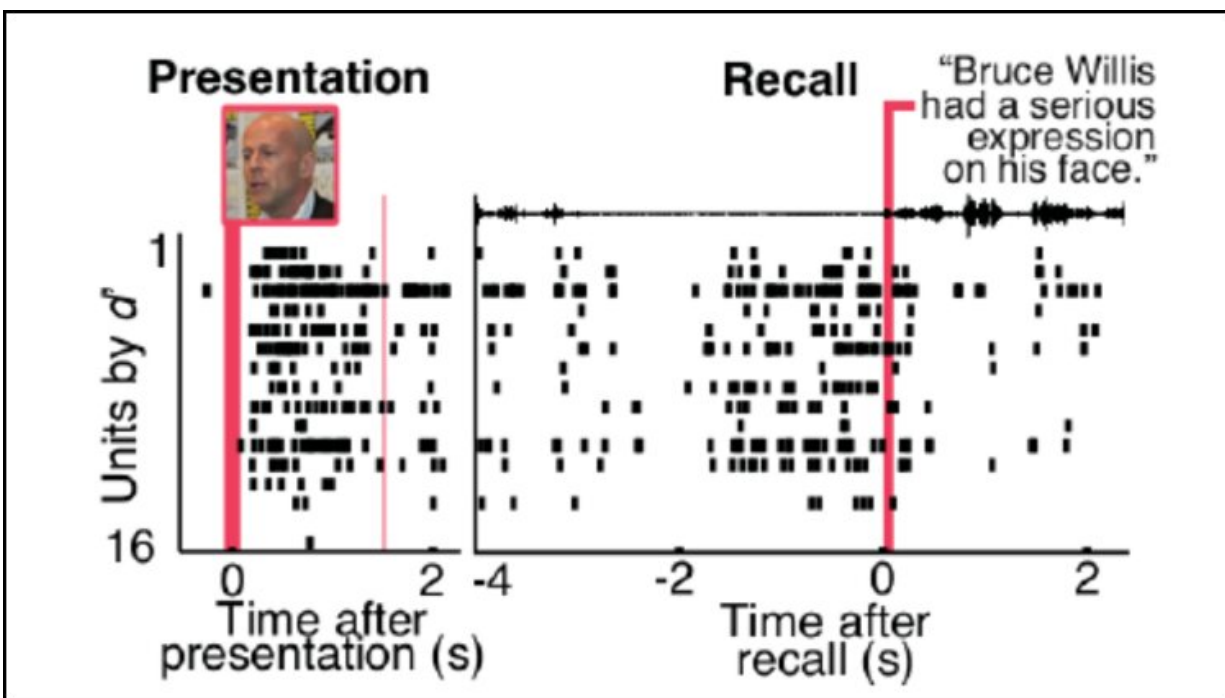 Presentation
Recall
“Bruce Willis
had a serious
expression
on his face.”
Units by d’
1
16
0
2
Time after
presentation (s)
-4
-2
0
2
Time after
recall (s)